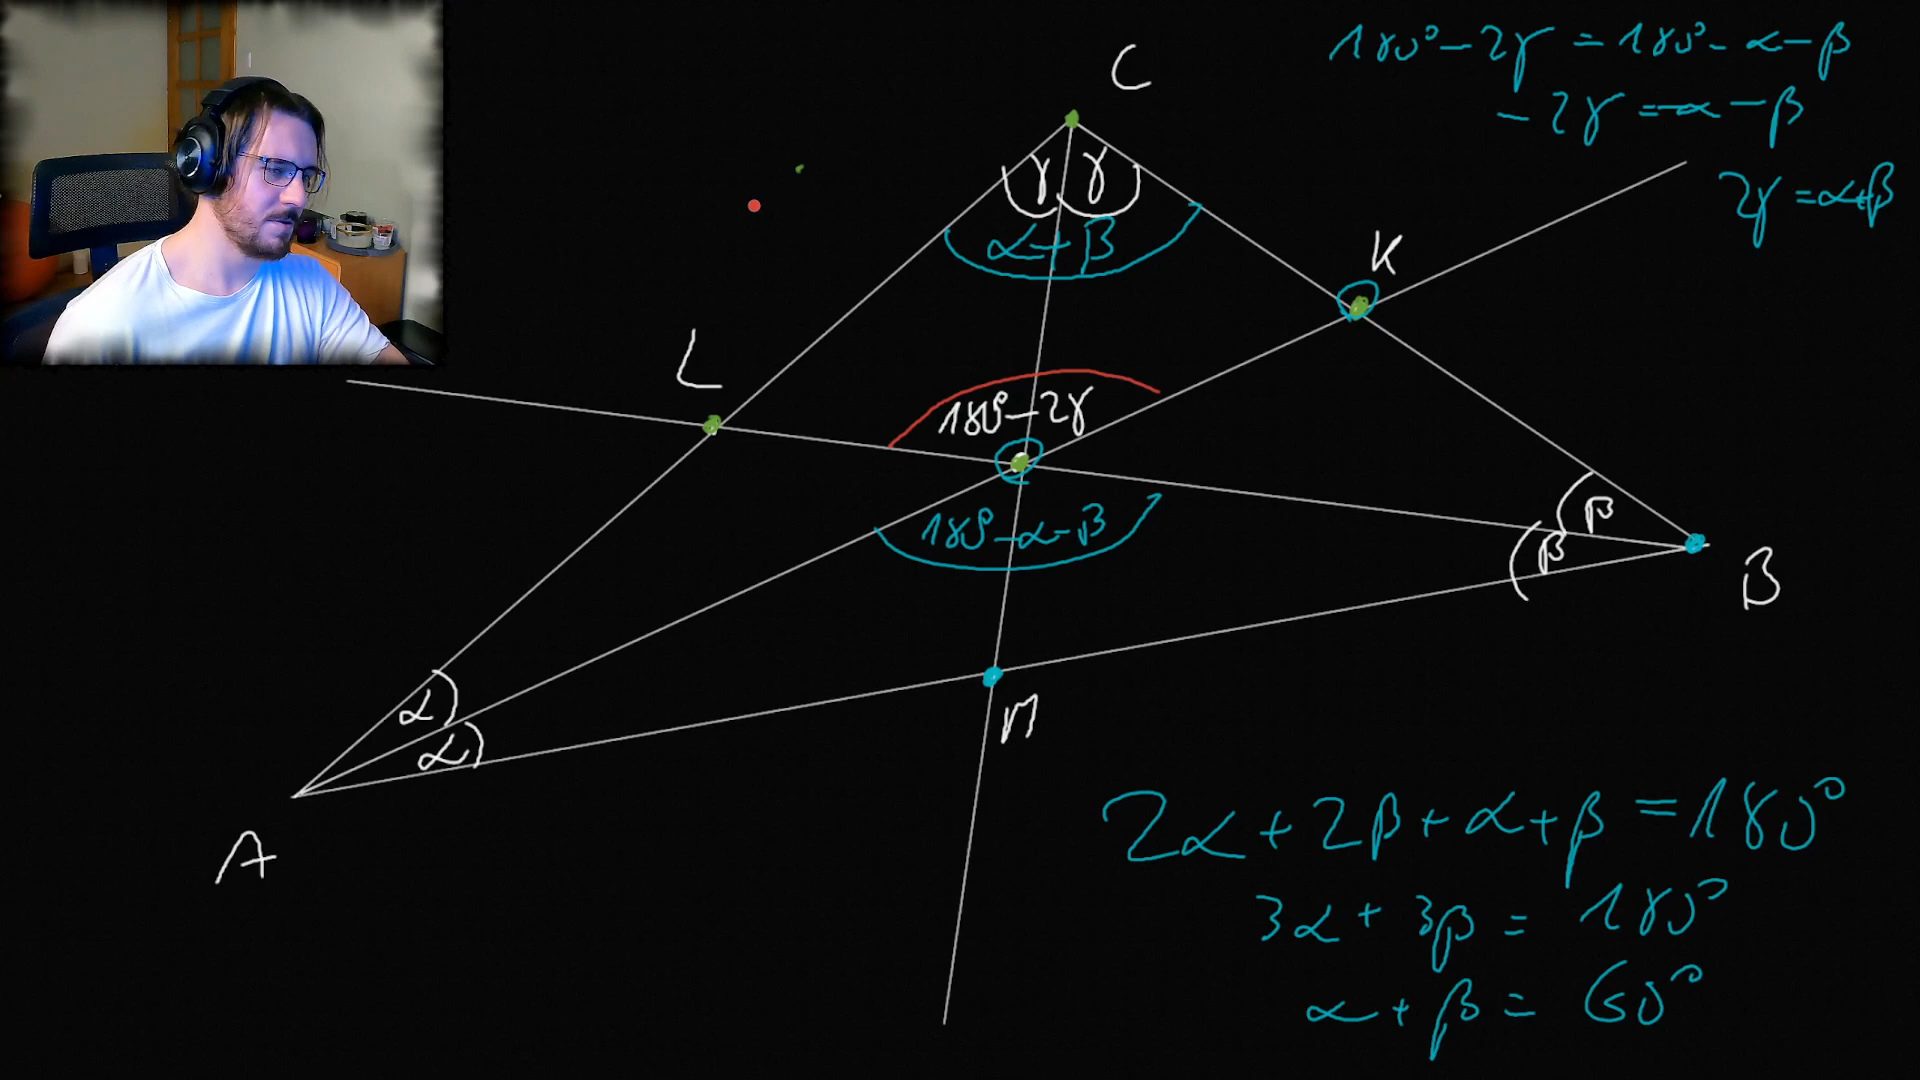 180° - 2γ = 180° - α - β
- 2γ = - α - β
2γ = α + β
C
γ γ
α + β
K
L
180° - 2γ
180° - α - β
β
β
B
α
α
M
A
2α + 2β + α + β = 180°
3α + 3β = 180°
α + β = 60°